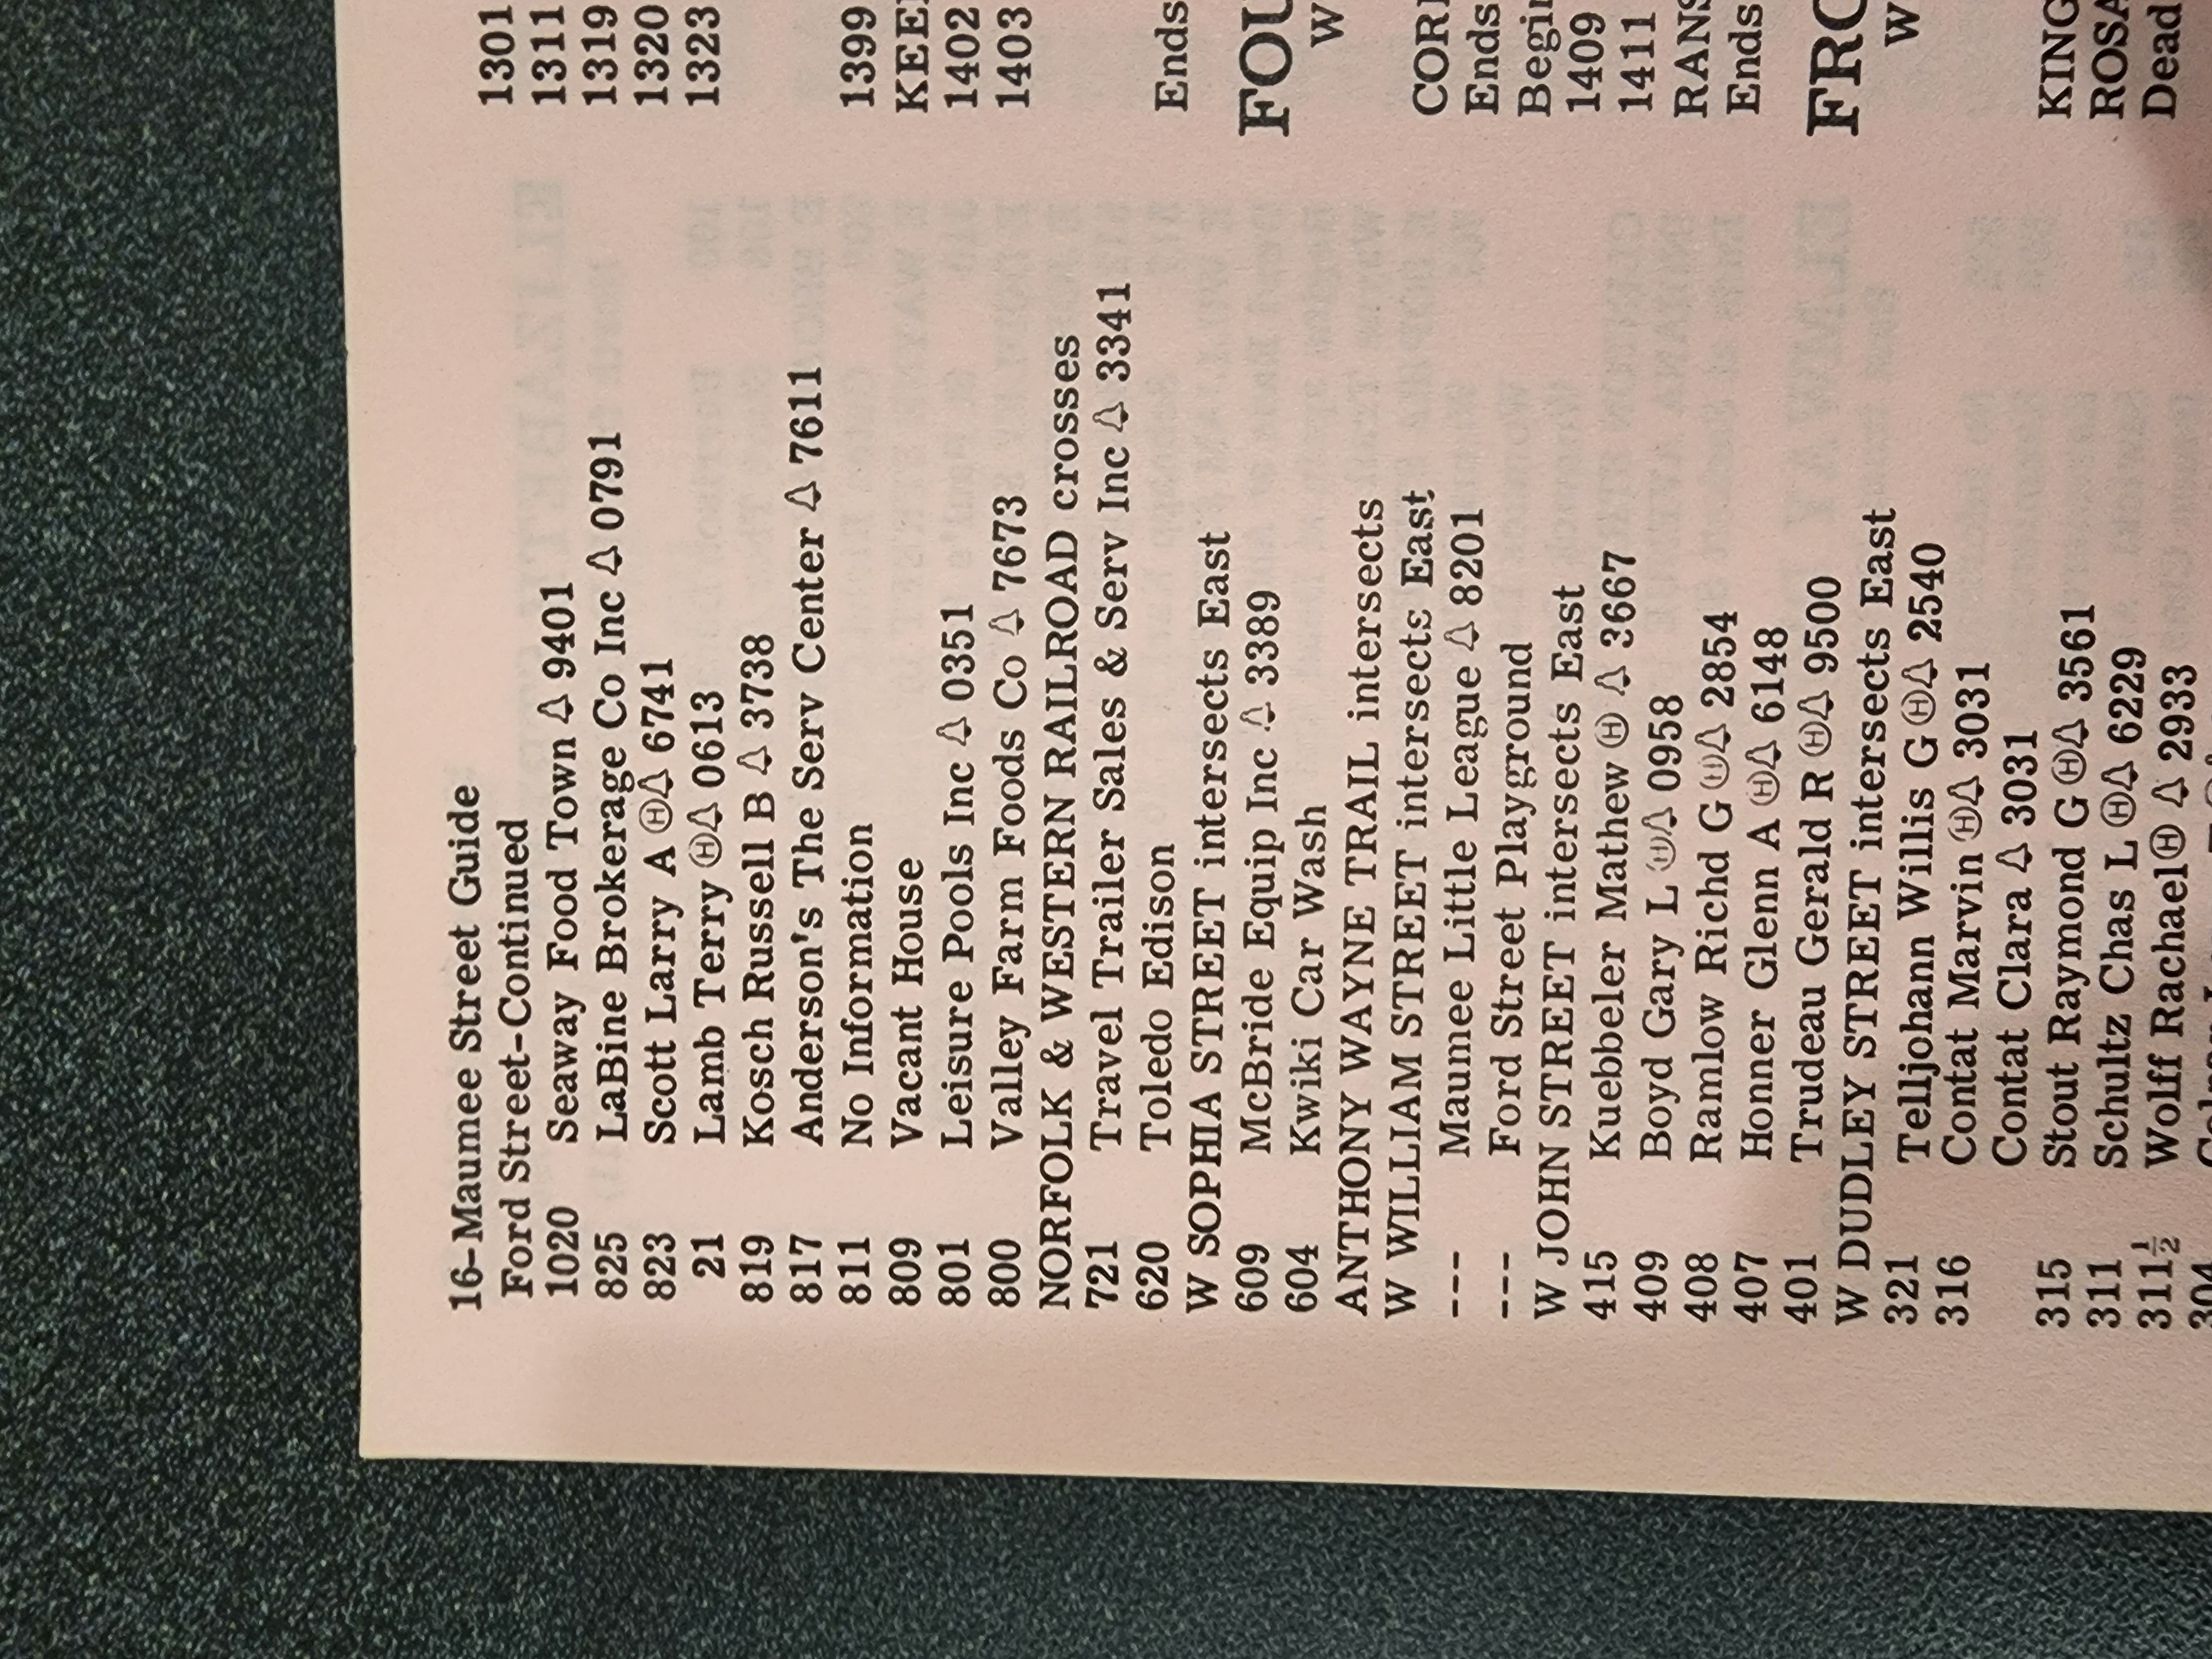 16-Maumee Street Guide
Ford Street-Continued
1020 Seaway Food Town 🔔 9401
825 LaBine Brokerage Co Inc 🔔 0791
823 Scott Larry A Ⓗ🔔 6741
21 Lamb Terry Ⓗ🔔 0613
819 Kosch Russell B 🔔 3738
817 Anderson's The Serv Center 🔔 7611
811 No Information
809 Vacant House
801 Leisure Pools Inc 🔔 0351
800 Valley Farm Foods Co 🔔 7673
NORFOLK & WESTERN RAILROAD crosses
721 Travel Trailer Sales & Serv Inc 🔔 3341
620 Toledo Edison
W SOPHIA STREET intersects East
609 McBride Equip Inc 🔔 3389
604 Kwiki Car Wash
ANTHONY WAYNE TRAIL intersects
W WILLIAM STREET intersects East
--- Maumee Little League 🔔 8201
--- Ford Street Playground
W JOHN STREET intersects East
415 Kuebbeler Mathew Ⓗ 🔔 3667
409 Boyd Gary L Ⓗ🔔 0958
408 Ramlow Richd G Ⓗ🔔 2854
407 Honner Glenn A Ⓗ🔔 6148
401 Trudeau Gerald R Ⓗ🔔 9500
W DUDLEY STREET intersects East
321 Telljohann Willis G Ⓗ🔔 2540
316 Contat Marvin Ⓗ🔔 3031
Contat Clara 🔔 3031
315 Stout Raymond G Ⓗ🔔 3561
311 Schultz Chas L Ⓗ🔔 6229
311½ Wolff Rachael Ⓗ 🔔 2933
304
1301
1311
1319
1320
1323
1399
KEE
1402
1403
Ends
FOU
W
COR
Ends
Begi
1409
1411
RANS
Ends
FRO
W
KING
ROSA
Dead